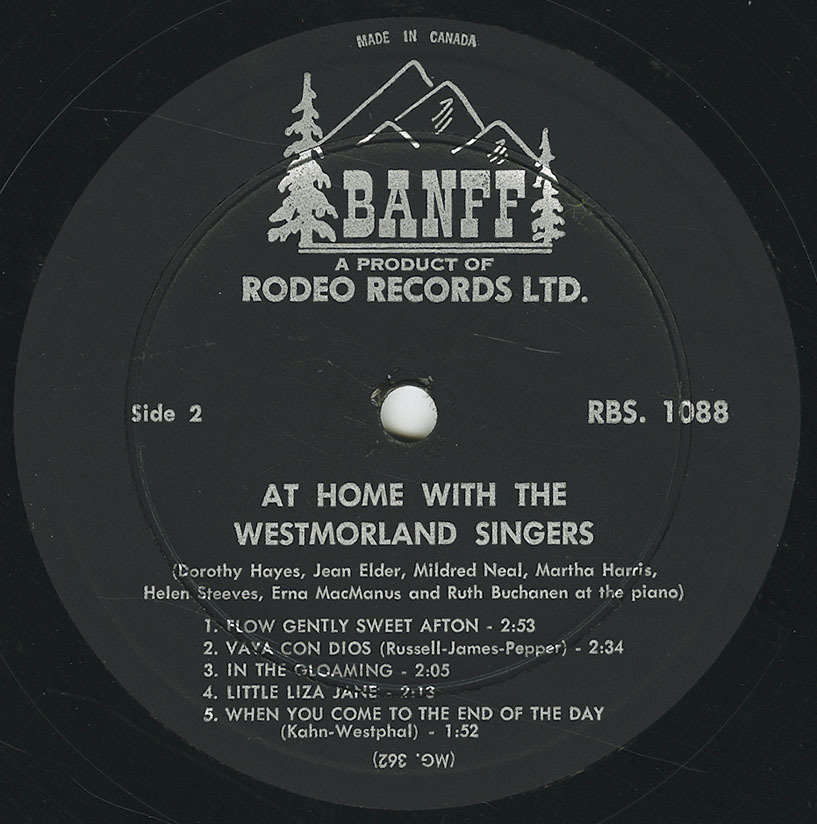 MADE IN CANADA
BANFF
A PRODUCT OF
RODEO RECORDS LTD.
Side 2
RBS. 1088
AT HOME WITH THE
WESTMORLAND SINGERS
(Dorothy Hayes, Jean Elder, Mildred Neal, Martha Harris,
Helen Steeves, Erna MacManus and Ruth Buchanen at the piano)
1. FLOW GENTLY SWEET AFTON - 2:53
2. VAYA CON DIOS (Russell-James-Pepper) - 2:34
3. IN THE GLOAMING - 2:05
4. LITTLE LIZA JANE - 2:13
5. WHEN YOU COME TO THE END OF THE DAY
(Kahn-Westphal) - 1:52
(MG. 362)